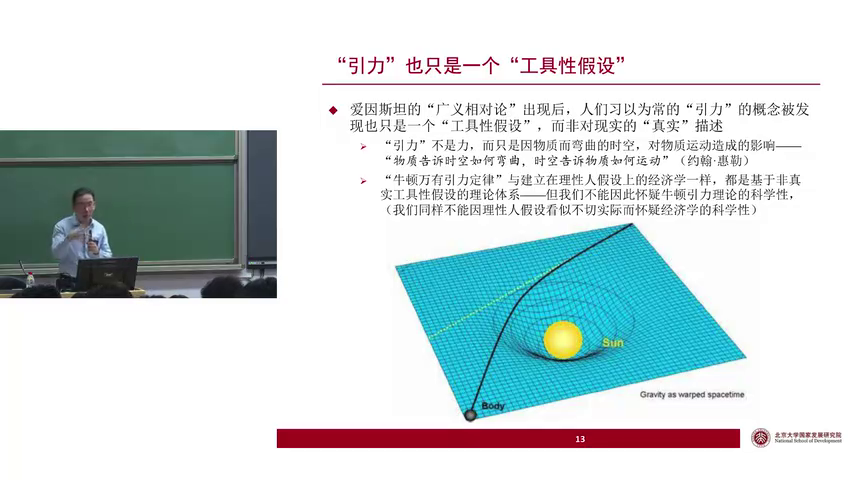 “引力”也只是一个“工具性假设”
爱因斯坦的“广义相对论”出现后，人们习以为常的“引力”的概念被发
现也只是一个“工具性假设”，而非对现实的“真实”描述
“引力”不是力，而只是因物质而弯曲的时空，对物质运动造成的影响——
“物质告诉时空如何弯曲，时空告诉物质如何运动”（约翰·惠勒）
“牛顿万有引力定律”与建立在理性人假设上的经济学一样，都是基于非真
实工具性假设的理论体系——但我们不能因此怀疑牛顿引力理论的科学性，
（我们同样不能因理性人假设看似不切实际而怀疑经济学的科学性）
Sun
Gravity as warped spacetime
Body
13
北京大学国家发展研究院
National School of Development